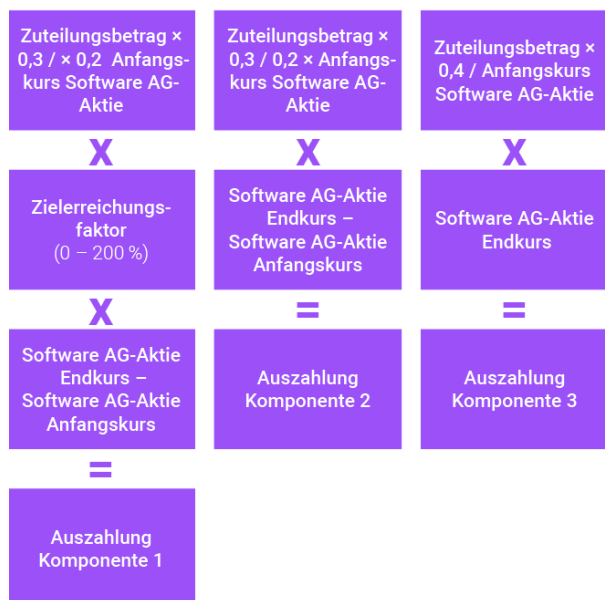 Zuteilungsbetrag ×
0,3 / × 0,2 Anfangs-
kurs Software AG-
Aktie
X
Zielerreichungs-
faktor
(0 – 200 %)
X
Software AG-Aktie
Endkurs –
Software AG-Aktie
Anfangskurs
=
Auszahlung
Komponente 1
Zuteilungsbetrag ×
0,3 / 0,2 × Anfangs-
kurs Software AG-
Aktie
X
Software AG-Aktie
Endkurs –
Software AG-Aktie
Anfangskurs
=
Auszahlung
Komponente 2
Zuteilungsbetrag ×
0,4 / Anfangskurs
Software AG-Aktie
X
Software AG-Aktie
Endkurs
=
Auszahlung
Komponente 3